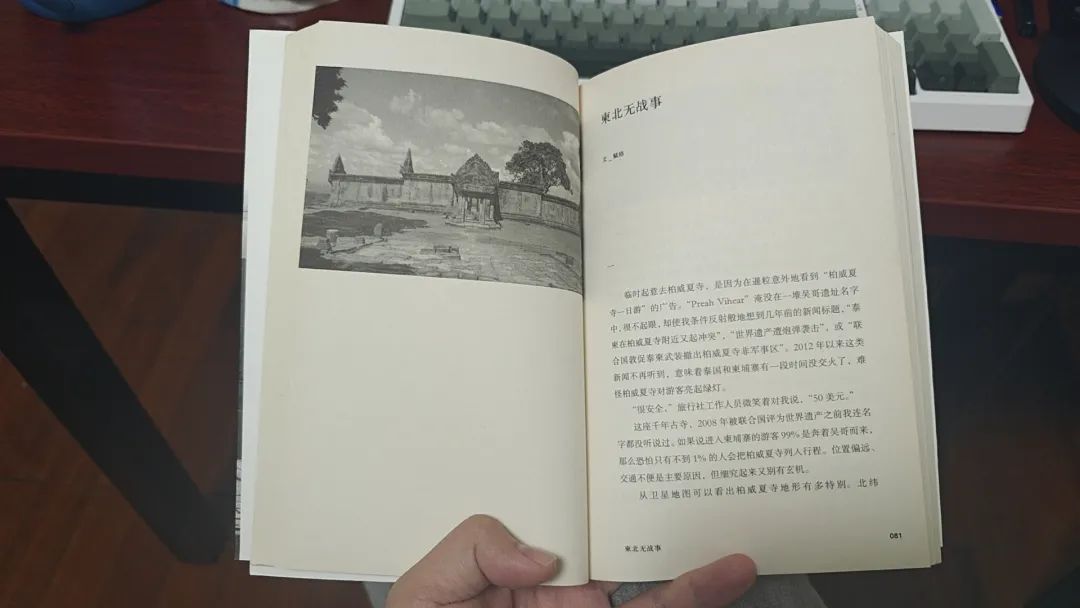 柬北无战事
文_
一
临时起意去柏威夏寺，是因为在暹粒意外地看到“柏威夏
寺一日游”的广告。“Preah Vihear”淹没在一堆吴哥遗址名字
中，很不起眼，却使我条件反射般地想到几年前的新闻标题，“泰
柬在柏威夏寺附近又起冲突”，“世界遗产遭炮弹袭击”，或“联
合国敦促泰柬武装撤出柏威夏寺非军事区”。2012年以来这类
新闻不再听到，意味着泰国和柬埔寨有一段时间没交火了，难
怪柏威夏寺对游客亮起绿灯。
“很安全，”旅行社工作人员微笑着对我说，“50美元。”
这座千年古寺，2008年被联合国评为世界遗产之前我连名
字都没听说过。如果说进入柬埔寨的游客99%是奔着吴哥而来，
那么恐怕只有不到1%的人会把柏威夏寺列入行程。位置偏远、
交通不便是主要原因，但细究起来又别有玄机。
从卫星地图可以看出柏威夏寺地形有多特别。北纬
柬北无战事
081